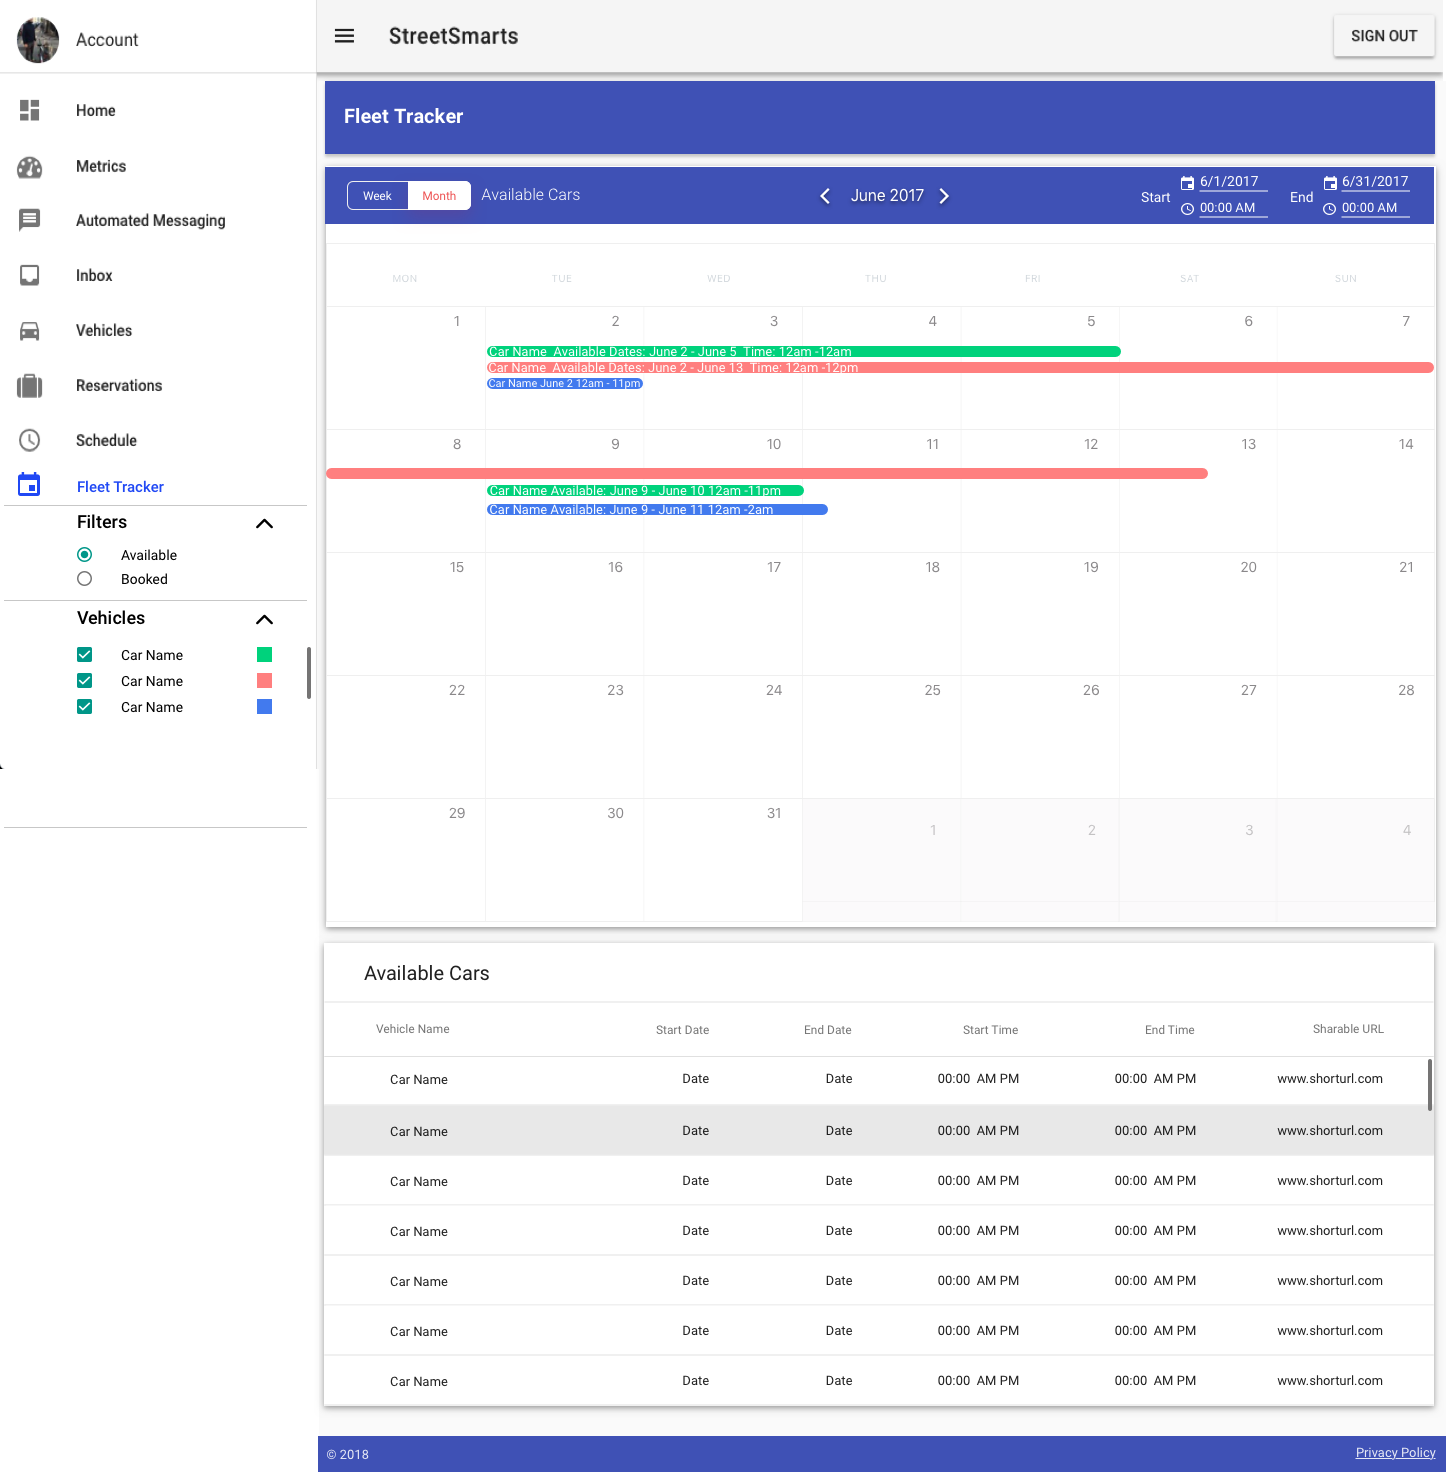 Account
StreetSmarts
SIGN OUT
Home
Metrics
Automated Messaging
Inbox
Vehicles
Reservations
Schedule
Fleet Tracker
Filters
Available
Booked
Vehicles
Car Name
Car Name
Car Name
Fleet Tracker
Week Month Available Cars
June 2017
Start 6/1/2017 00:00 AM
End 6/31/2017 00:00 AM
MON TUE WED THU FRI SAT SUN
1 2 3 4 5 6 7
Car Name Available Dates: June 2 - June 5 Time: 12am -12am
Car Name Available Dates: June 2 - June 13 Time: 12am -12pm
Car Name June 2 12am - 11pm
8 9 10 11 12 13 14
Car Name Available: June 9 - June 10 12am -11pm
Car Name Available: June 9 - June 11 12am -2am
15 16 17 18 19 20 21
22 23 24 25 26 27 28
29 30 31 1 2 3 4
Available Cars
Vehicle Name Start Date End Date Start Time End Time Sharable URL
Car Name Date Date 00:00 AM PM 00:00 AM PM www.shorturl.com
Car Name Date Date 00:00 AM PM 00:00 AM PM www.shorturl.com
Car Name Date Date 00:00 AM PM 00:00 AM PM www.shorturl.com
Car Name Date Date 00:00 AM PM 00:00 AM PM www.shorturl.com
Car Name Date Date 00:00 AM PM 00:00 AM PM www.shorturl.com
Car Name Date Date 00:00 AM PM 00:00 AM PM www.shorturl.com
Car Name Date Date 00:00 AM PM 00:00 AM PM www.shorturl.com
© 2018
Privacy Policy